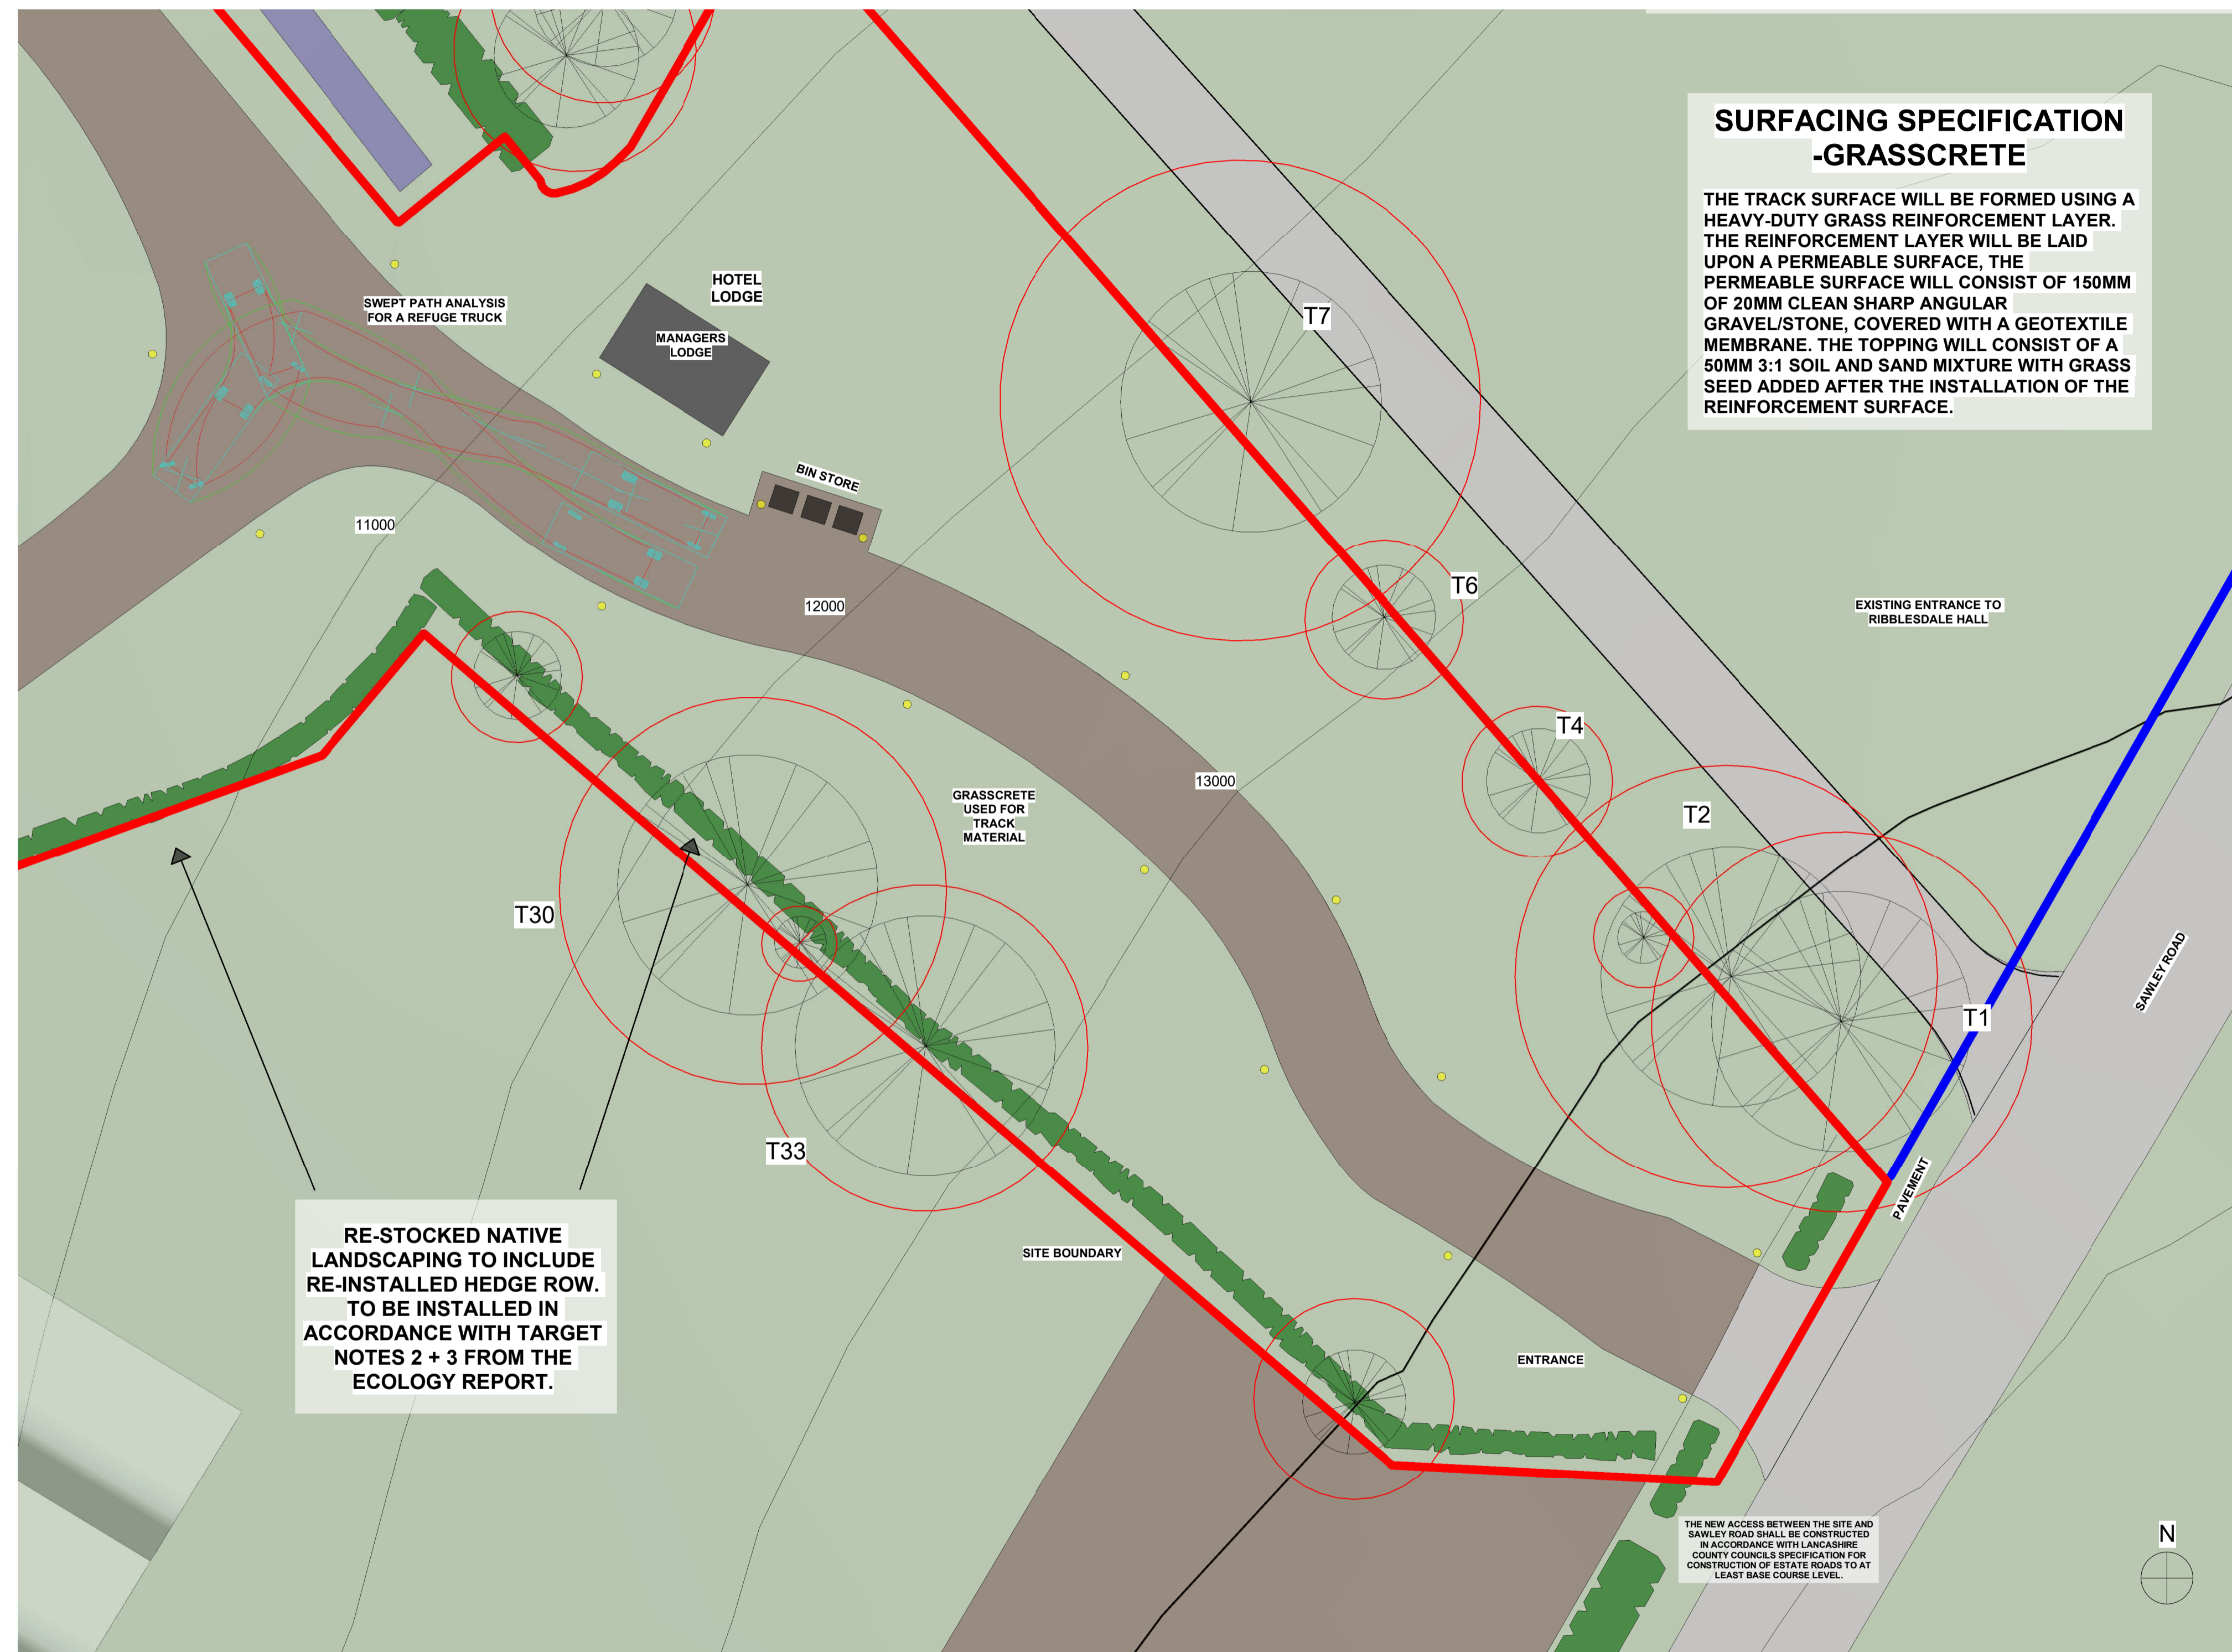 SURFACING SPECIFICATION
-GRASSCRETE
THE TRACK SURFACE WILL BE FORMED USING A
HEAVY-DUTY GRASS REINFORCEMENT LAYER.
THE REINFORCEMENT LAYER WILL BE LAID
UPON A PERMEABLE SURFACE, THE
PERMEABLE SURFACE WILL CONSIST OF 150MM
OF 20MM CLEAN SHARP ANGULAR
GRAVEL/STONE, COVERED WITH A GEOTEXTILE
MEMBRANE. THE TOPPING WILL CONSIST OF A
50MM 3:1 SOIL AND SAND MIXTURE WITH GRASS
SEED ADDED AFTER THE INSTALLATION OF THE
REINFORCEMENT SURFACE.
HOTEL
LODGE
SWEPT PATH ANALYSIS
FOR A REFUGE TRUCK
MANAGERS
LODGE
T7
BIN STORE
11000
T6
12000
EXISTING ENTRANCE TO
RIBBLESDALE HALL
T4
13000
GRASSCRETE
USED FOR
TRACK
MATERIAL
T2
T30
SAWLEY ROAD
T1
T33
PAVEMENT
RE-STOCKED NATIVE
LANDSCAPING TO INCLUDE
RE-INSTALLED HEDGE ROW.
TO BE INSTALLED IN
ACCORDANCE WITH TARGET
NOTES 2 + 3 FROM THE
ECOLOGY REPORT.
SITE BOUNDARY
ENTRANCE
THE NEW ACCESS BETWEEN THE SITE AND
SAWLEY ROAD SHALL BE CONSTRUCTED
IN ACCORDANCE WITH LANCASHIRE
COUNTY COUNCILS SPECIFICATION FOR
CONSTRUCTION OF ESTATE ROADS TO AT
LEAST BASE COURSE LEVEL.
N